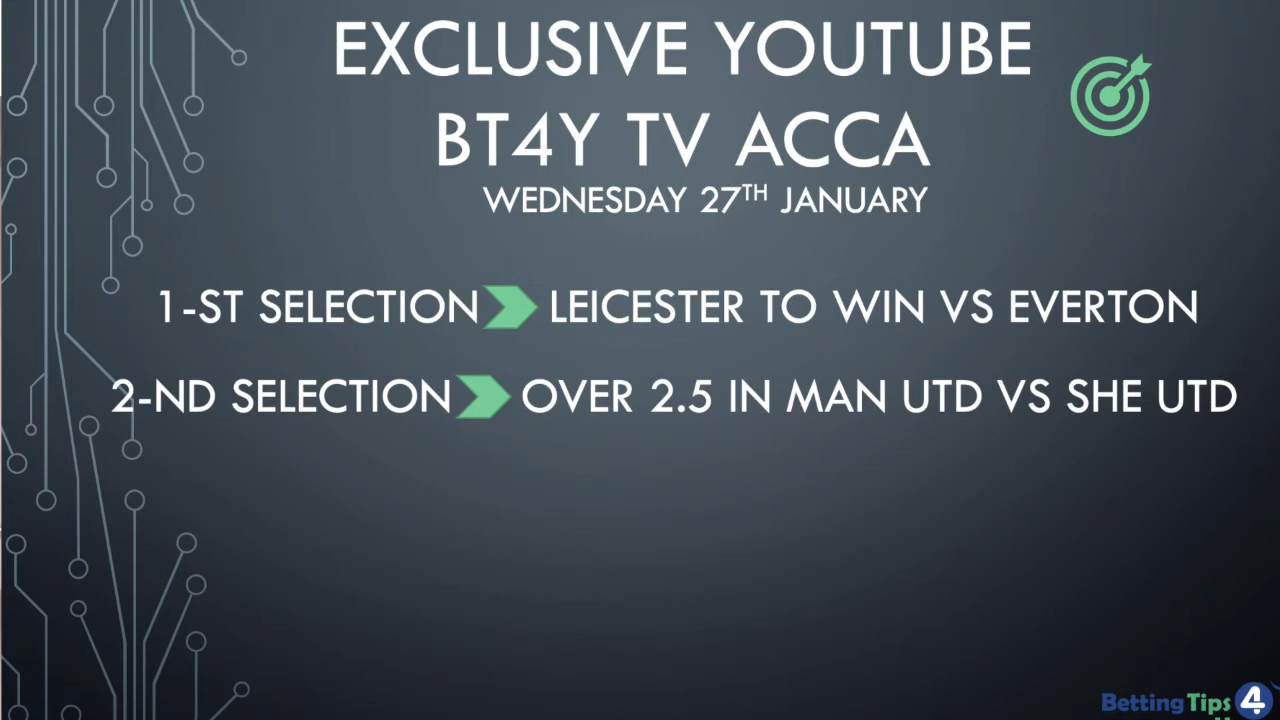 EXCLUSIVE YOUTUBE
BT4Y TV ACCA
WEDNESDAY 27TH JANUARY
1-ST SELECTION LEICESTER TO WIN VS EVERTON
2-ND SELECTION OVER 2.5 IN MAN UTD VS SHE UTD
Betting Tips 4